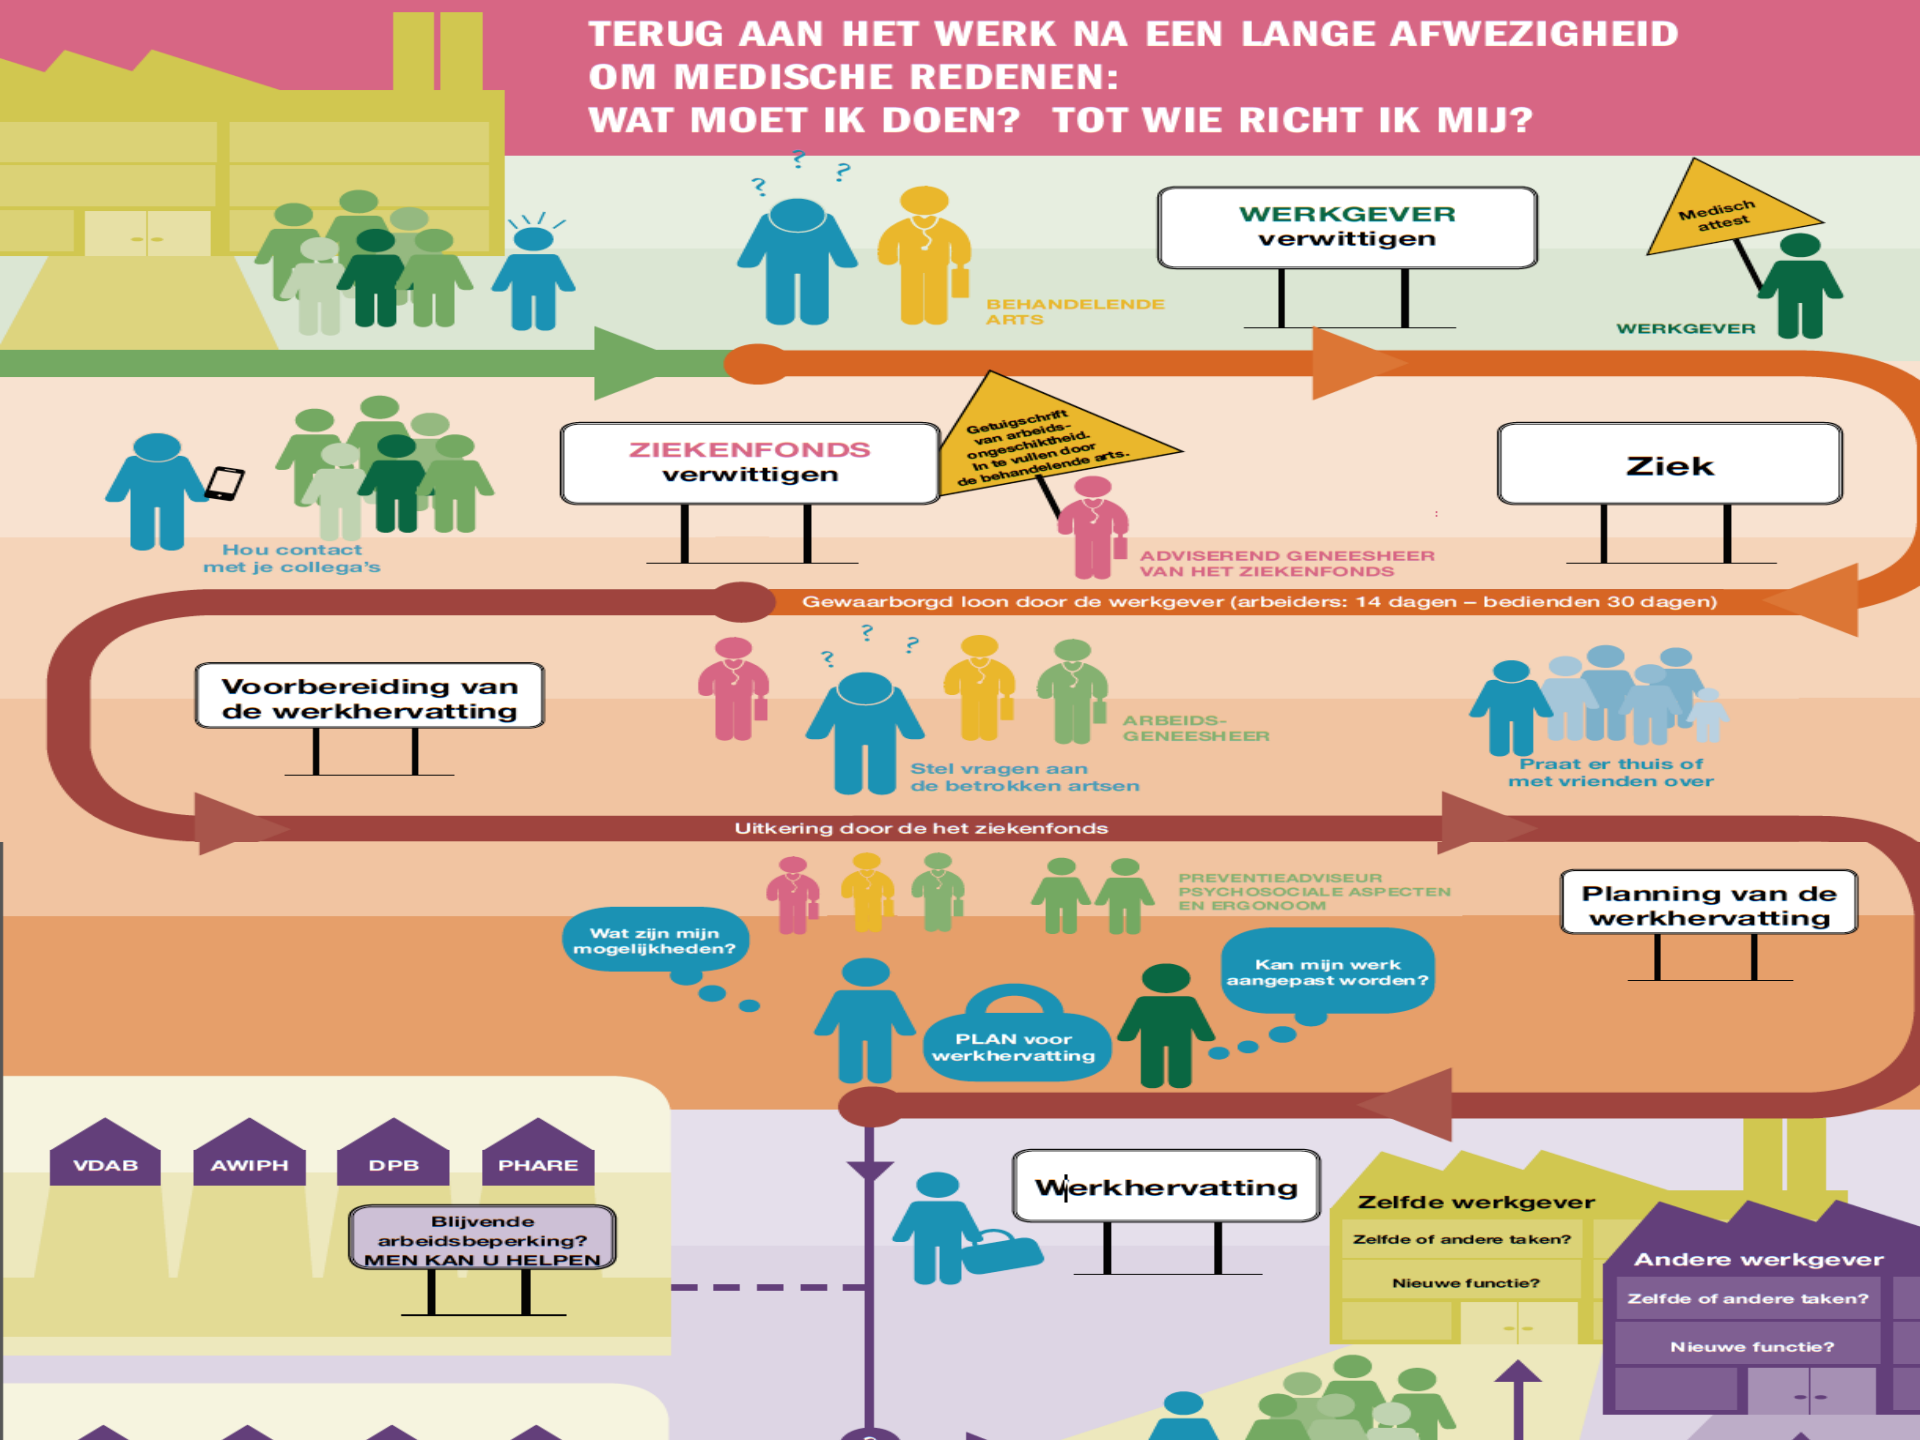 TERUG AAN HET WERK NA EEN LANGE AFWEZIGHEID
OM MEDISCHE REDENEN:
WAT MOET IK DOEN? TOT WIE RICHT IK MIJ?
? ? ?
BEHANDELENDE
ARTS
WERKGEVER
verwittigen
Medisch
attest
WERKGEVER
Hou contact
met je collega's
ZIEKENFONDS
verwittigen
Getuigschrift
van arbeids-
ongeschiktheid.
In te vullen door
de behandelende arts.
ADVISEREND GENEESHEER
VAN HET ZIEKENFONDS
:
Ziek
Gewaarborgd loon door de werkgever (arbeiders: 14 dagen – bedienden 30 dagen)
Voorbereiding van
de werkhervatting
? ? ?
Stel vragen aan
de betrokken artsen
ARBEIDS-
GENEESHEER
Praat er thuis of
met vrienden over
Uitkering door de het ziekenfonds
PREVENTIEADVISEUR
PSYCHOSOCIALE ASPECTEN
EN ERGONOOM
Planning van de
werkhervatting
Wat zijn mijn
mogelijkheden?
Kan mijn werk
aangepast worden?
PLAN voor
werkhervatting
VDAB
AWIPH
DPB
PHARE
Blijvende
arbeidsbeperking?
MEN KAN U HELPEN
Werkhervatting
Zelfde werkgever
Zelfde of andere taken?
Nieuwe functie?
Andere werkgever
Zelfde of andere taken?
Nieuwe functie?